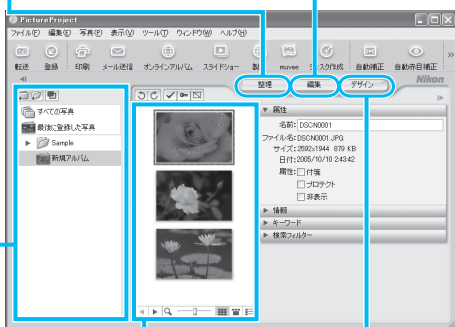 PictureProject
ファイル(F) 編集(E) 写真(P) 表示(V) ツール(T) ウィンドウ(W) ヘルプ(H)
転送 登録 印刷 メール送信 オンラインアルバム スライドショー muvee ディスク作成 自動補正 自動赤目補正
整理 編集 デザイン Nikon
すべての写真
最後に登録した写真
Sample
新規アルバム
属性
名前: DSCN0001
ファイル名: DSCN0001.JPG
サイズ: 2592x1944 879 KB
日付: 2005/10/10 24:3:42
属性: 付箋
プロテクト
非表示
情報
キーワード
検索フィルター